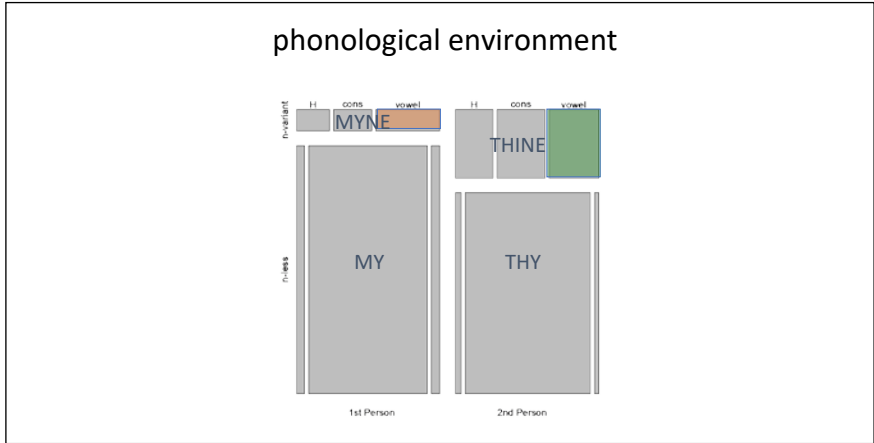 phonological environment
H cons vowel H cons vowel
n-variant
MYNE
THINE
n-less
MY THY
1st Person 2nd Person